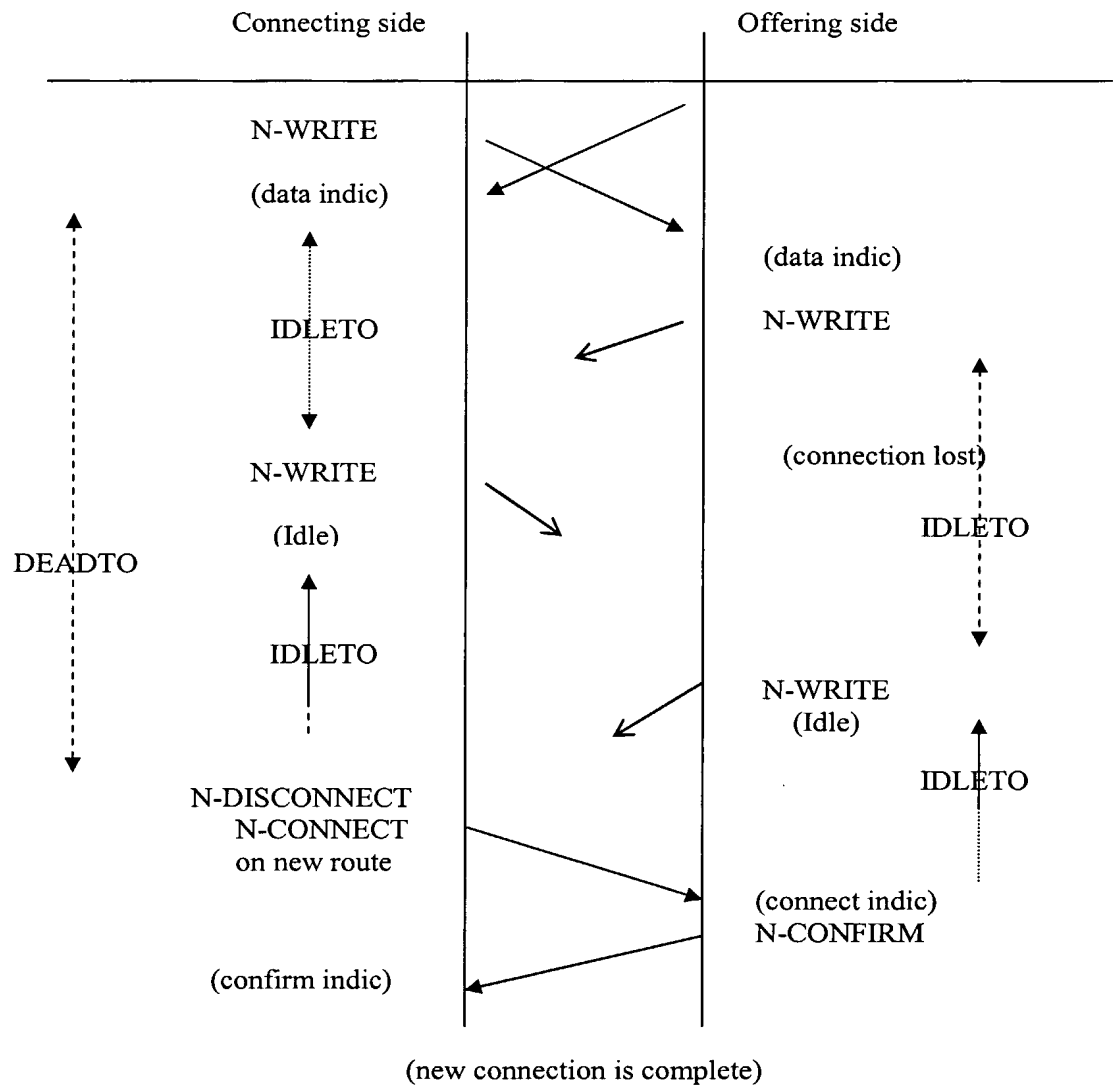 Connecting side
Offering side
N-WRITE
(data indic)
(data indic)
IDLETO
N-WRITE
(connection lost)
N-WRITE
(Idle)
IDLETO
DEADTO
IDLETO
N-WRITE
(Idle)
IDLETO
N-DISCONNECT
N-CONNECT
on new route
(connect indic)
N-CONFIRM
(confirm indic)
(new connection is complete)